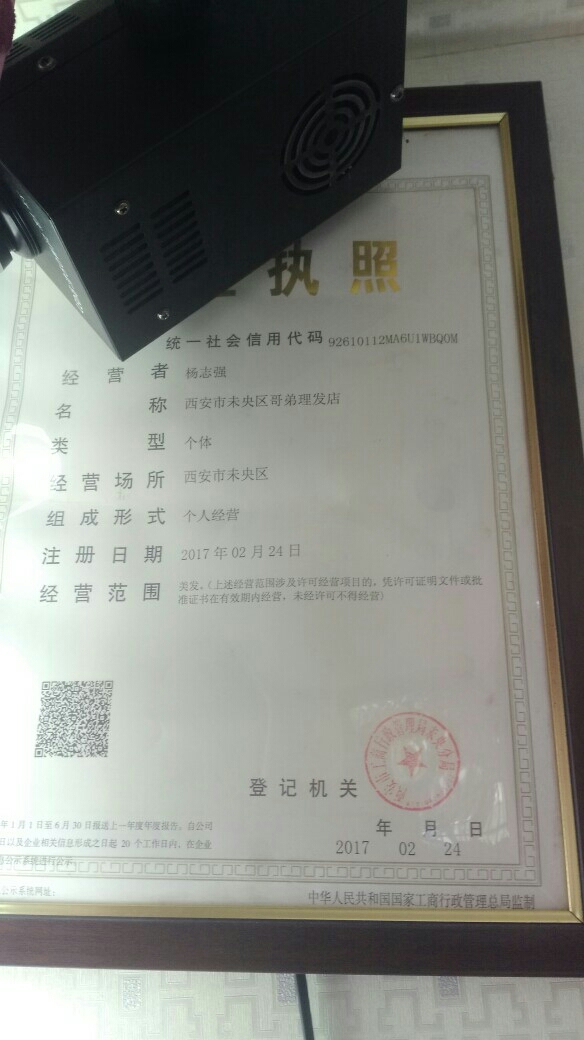 执照
统一社会信用代码 92610112MA6U1WBQ0M
经营者 杨志强
名称 西安市未央区哥弟理发店
类型 个体
经营场所 西安市未央区
组成形式 个人经营
注册日期 2017年02月24日
经营范围 美发。(上述经营范围涉及许可经营项目的，凭许可证明文件或批
准证书在有效期内经营，未经许可不得经营)
登记机关
年 月 日
2017 02 24
年1月1日至6月30日报送上一年度年度报告。自公司
以及企业相关信息形成之日起 20 个工作日内，在企业
公示系统网址：
中华人民共和国国家工商行政管理总局监制